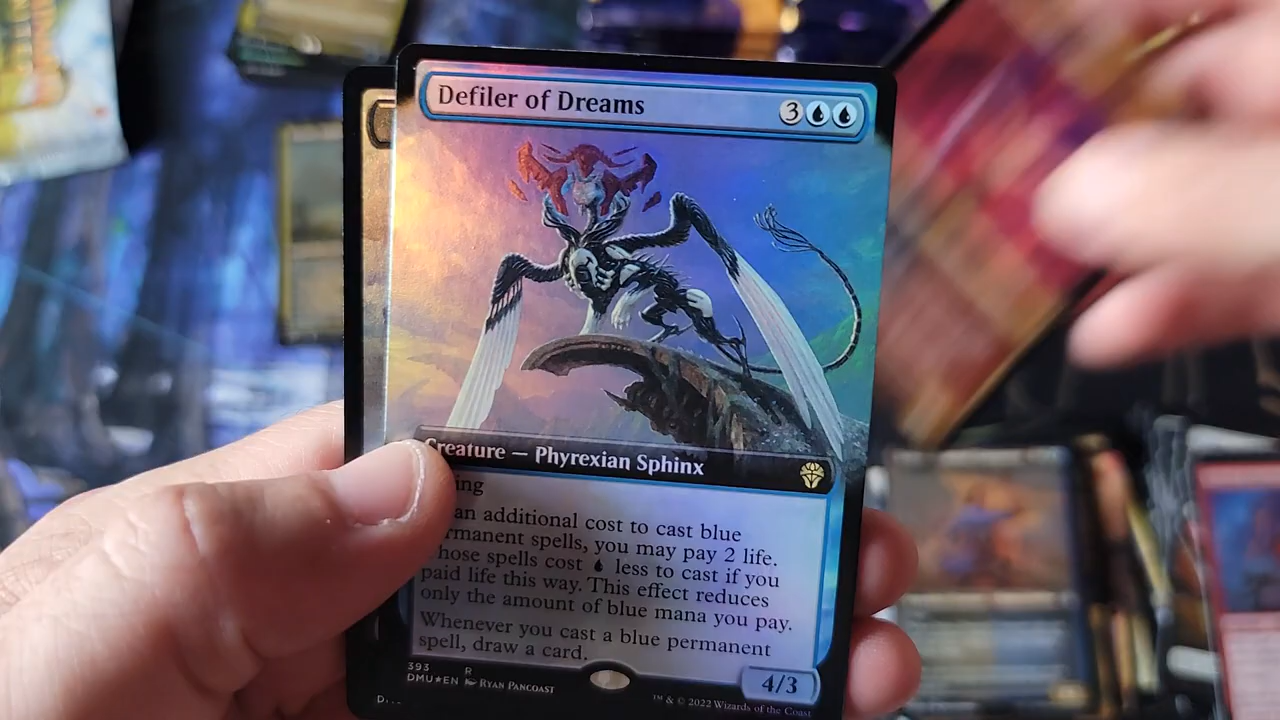 Defiler of Dreams 3
Creature — Phyrexian Sphinx
ing
an additional cost to cast blue
rmanent spells, you may pay 2 life.
hose spells cost less to cast if you
paid life this way. This effect reduces
only the amount of blue mana you pay.
Whenever you cast a blue permanent
spell, draw a card.
4/3
393 R
DMU★EN Ryan Pancoast
™ & © 2022 Wizards of the Coast
D